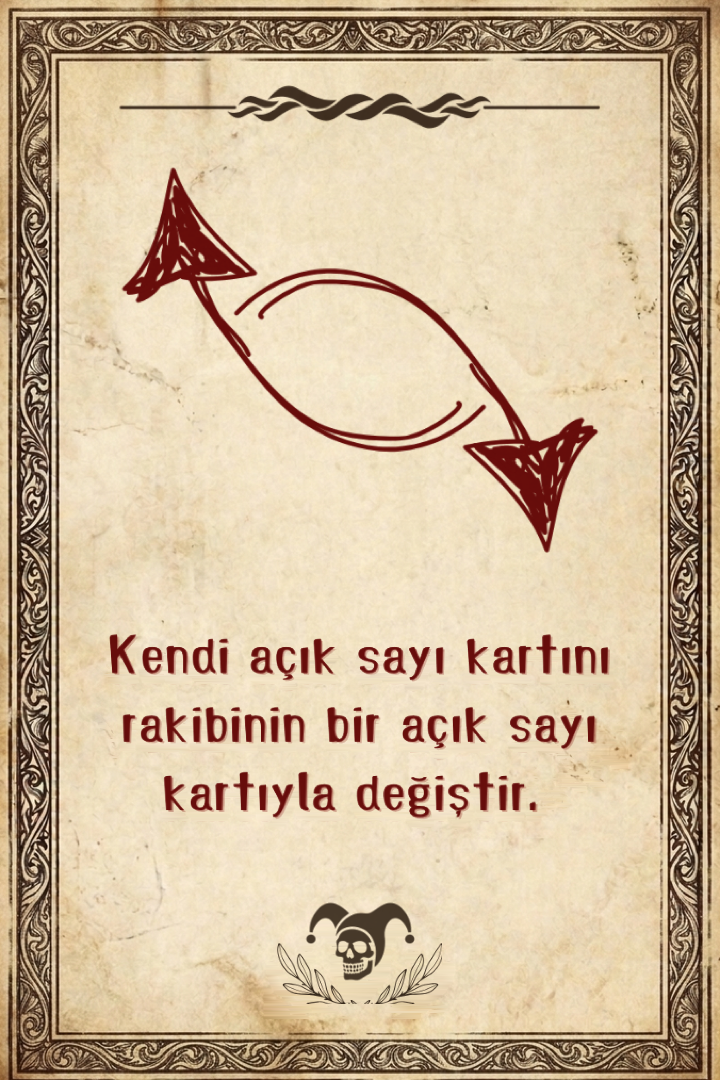 Kendi açık sayı kartını
rakibinin bir açık sayı
kartıyla değiştir.